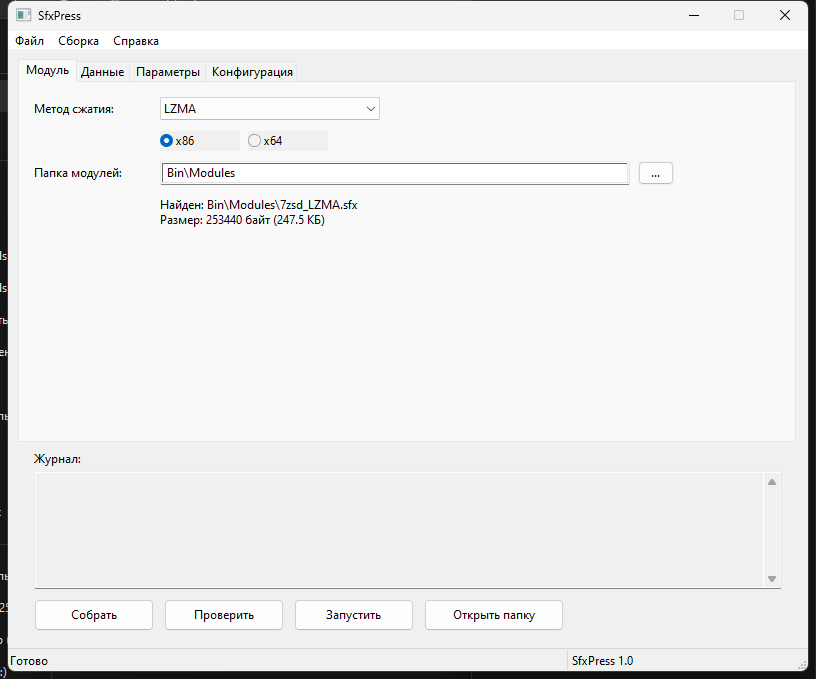 SfxPress
Файл Сборка Справка
Модуль Данные Параметры Конфигурация
Метод сжатия: LZMA
x86 x64
Папка модулей: Bin\Modules ...
Найден: Bin\Modules\7zsd_LZMA.sfx
Размер: 253440 байт (247.5 КБ)
Журнал:
Собрать Проверить Запустить Открыть папку
Готово SfxPress 1.0